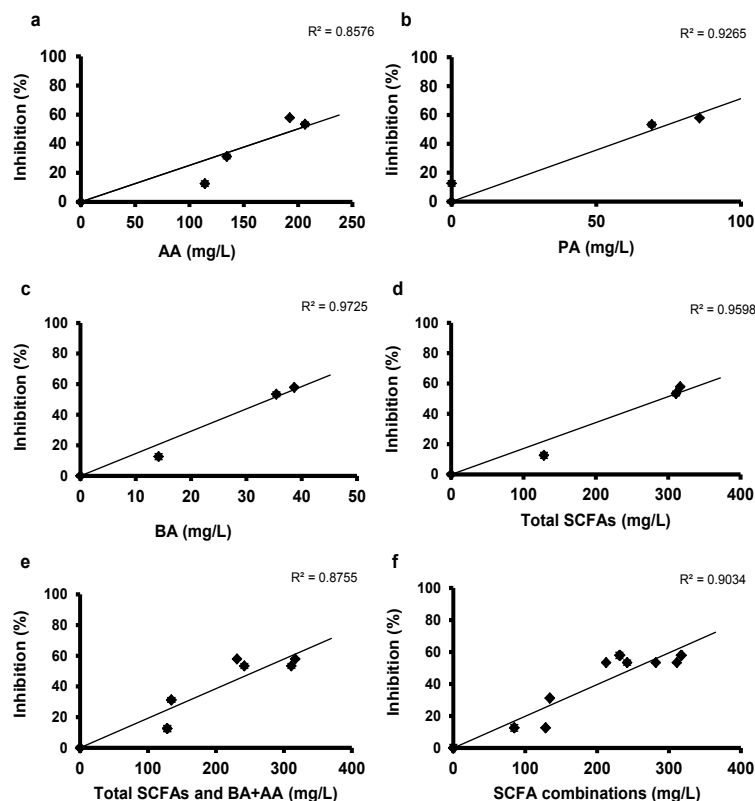 a
R² = 0.8576
Inhibition (%)
100
80
60
40
20
0
0 50 100 150 200 250
AA (mg/L)
b
R² = 0.9265
Iinhibition (%)
100
80
60
40
20
0
0 50 100
PA (mg/L)
c
R² = 0.9725
Inhibition (%)
100
80
60
40
20
0
0 10 20 30 40 50
BA (mg/L)
d
R² = 0.9598
Inhibition (%)
100
80
60
40
20
0
0 100 200 300 400
Total SCFAs (mg/L)
e
R² = 0.8755
Inhibition (%)
100
80
60
40
20
0
0 100 200 300 400
Total SCFAs and BA+AA (mg/L)
f
R² = 0.9034
Inhibition (%)
100
80
60
40
20
0
0 100 200 300 400
SCFA combinations (mg/L)